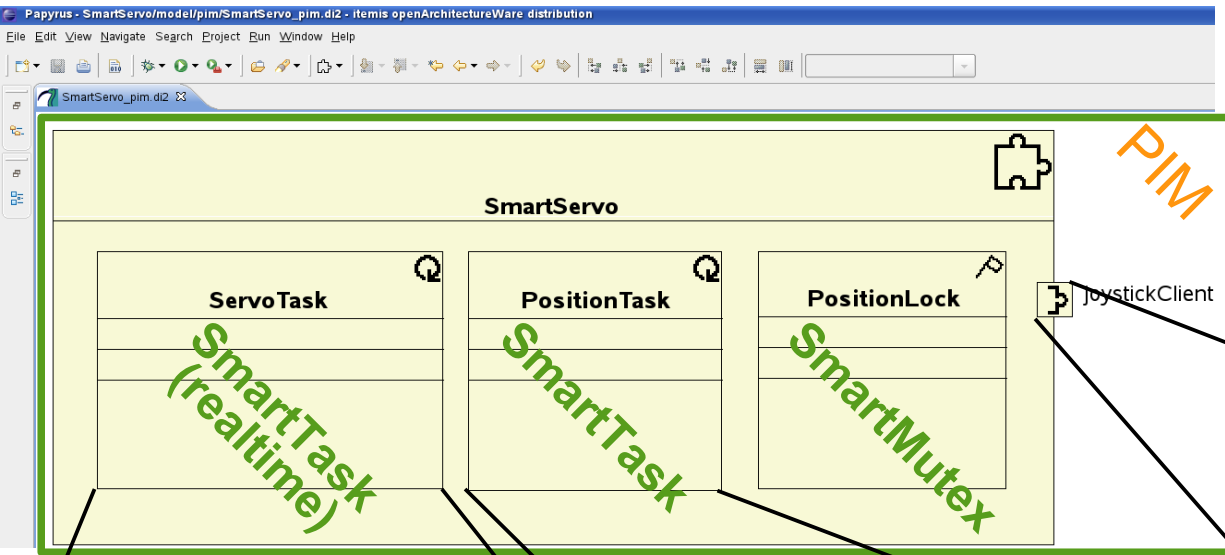 Papyrus - SmartServo/model/pim/SmartServo_pim.di2 - itemis openArchitectureWare distribution
File Edit View Navigate Search Project Run Window Help
SmartServo_pim.di2
PIM
SmartServo
ServoTask
PositionTask
PositionLock
joystickClient
SmartTask
(realtime)
SmartTask
SmartMutex